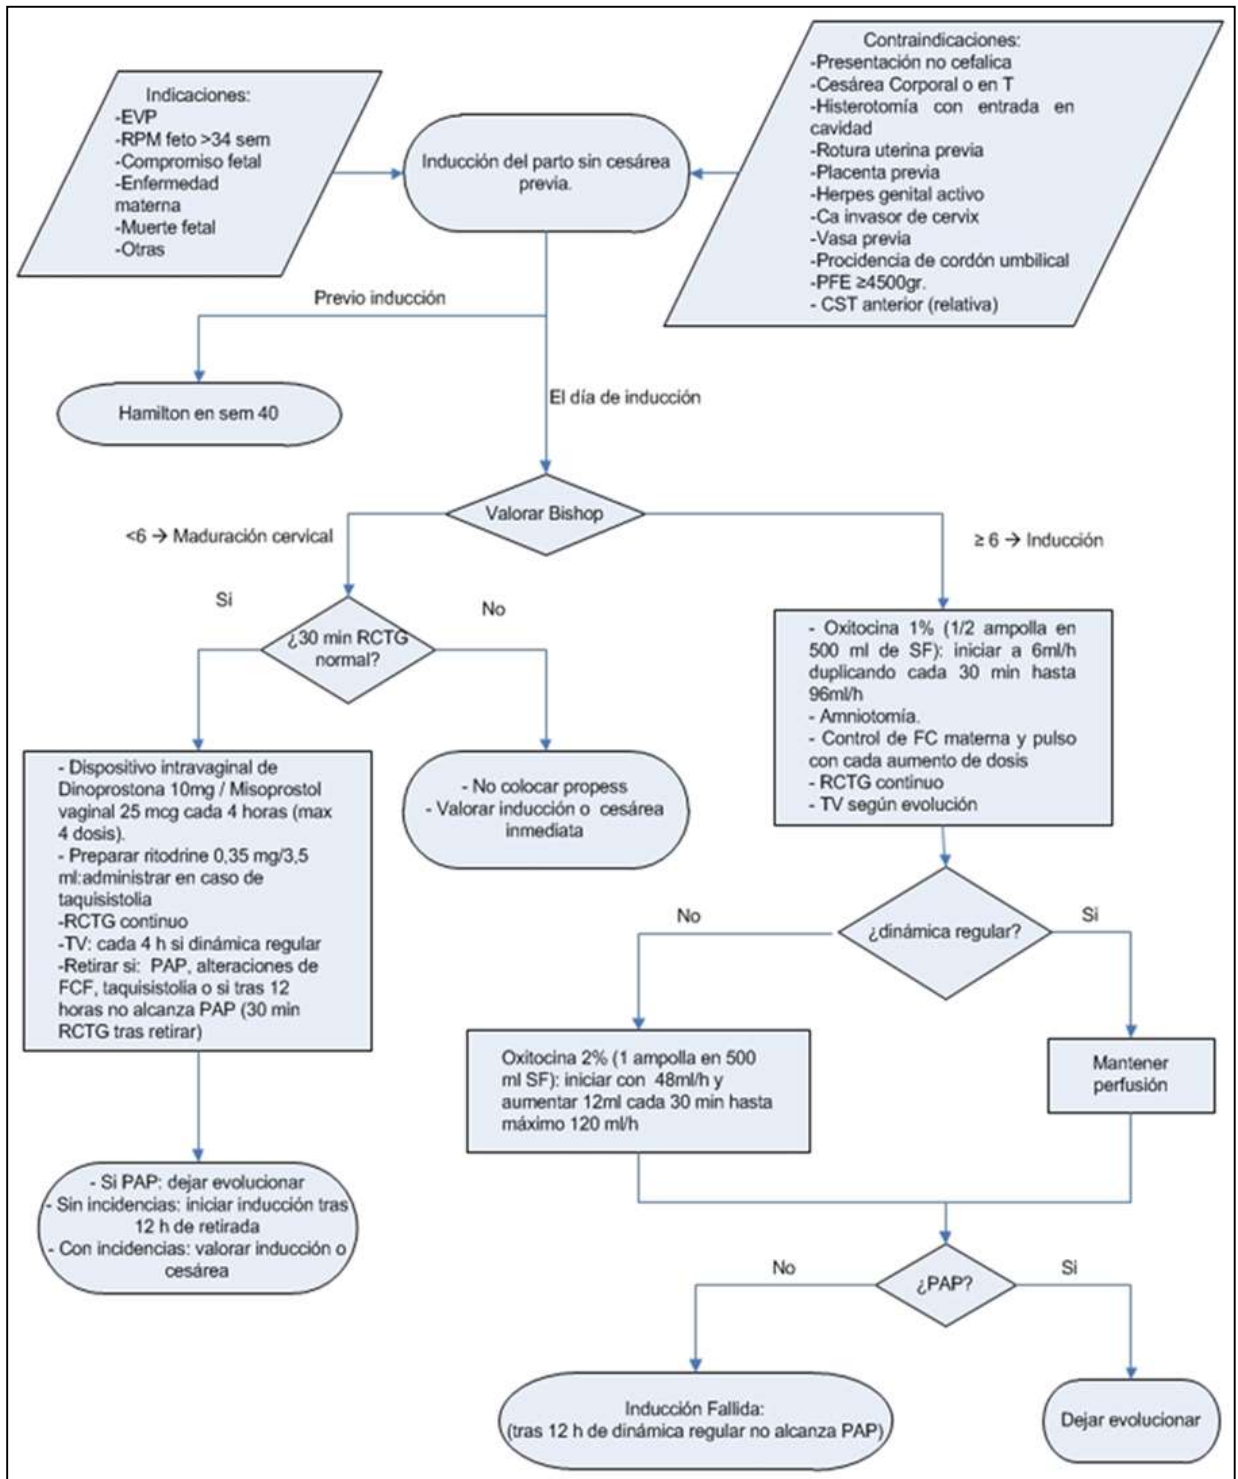 Indicaciones:
-EVP
-RPM feto >34 sem
-Compromiso fetal
-Enfermedad
materna
-Muerte fetal
-Otras
Inducción del parto sin cesárea
previa.
Contraindicaciones:
-Presentación no cefalica
-Cesárea Corporal o en T
-Histerotomía con entrada en
cavidad
-Rotura uterina previa
-Placenta previa
-Herpes genital activo
-Ca invasor de cervix
-Vasa previa
-Procidencia de cordón umbilical
-PFE ≥4500gr.
- CST anterior (relativa)
Previo inducción
Hamilton en sem 40
El día de inducción
Valorar Bishop
<6 → Maduración cervical
≥ 6 → Inducción
Si
No
¿30 min RCTG
normal?
- Dispositivo intravaginal de
Dinoprostona 10mg / Misoprostol
vaginal 25 mcg cada 4 horas (max
4 dosis).
- Preparar ritodrine 0,35 mg/3,5
ml:administrar en caso de
taquisistolia
-RCTG continuo
-TV: cada 4 h si dinámica regular
-Retirar si: PAP, alteraciones de
FCF, taquisistolia o si tras 12
horas no alcanza PAP (30 min
RCTG tras retirar)
- No colocar propess
- Valorar inducción o cesárea
inmediata
- Oxitocina 1% (1/2 ampolla en
500 ml de SF): iniciar a 6ml/h
duplicando cada 30 min hasta
96ml/h
- Amniotomía.
- Control de FC materna y pulso
con cada aumento de dosis
- RCTG continuo
- TV según evolución
No
¿dinámica regular?
Si
Oxitocina 2% (1 ampolla en 500
ml SF): iniciar con 48ml/h y
aumentar 12ml cada 30 min hasta
máximo 120 ml/h
Mantener
perfusión
- Si PAP: dejar evolucionar
- Sin incidencias: iniciar inducción tras
12 h de retirada
- Con incidencias: valorar inducción o
cesárea
No
¿PAP?
Si
Inducción Fallida:
(tras 12 h de dinámica regular no alcanza PAP)
Dejar evolucionar